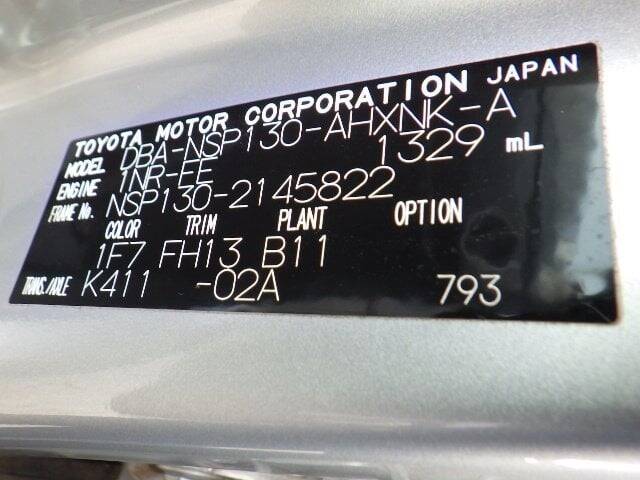 TOYOTA MOTOR CORPORATION JAPAN
MODEL DBA-NSP130-AHXNK-A
ENGINE 1NR-FE 1329 mL
FRAME No. NSP130-2145822
COLOR TRIM PLANT OPTION
1F7 FH13 B11
TRANS./AXLE K411 -02A 793